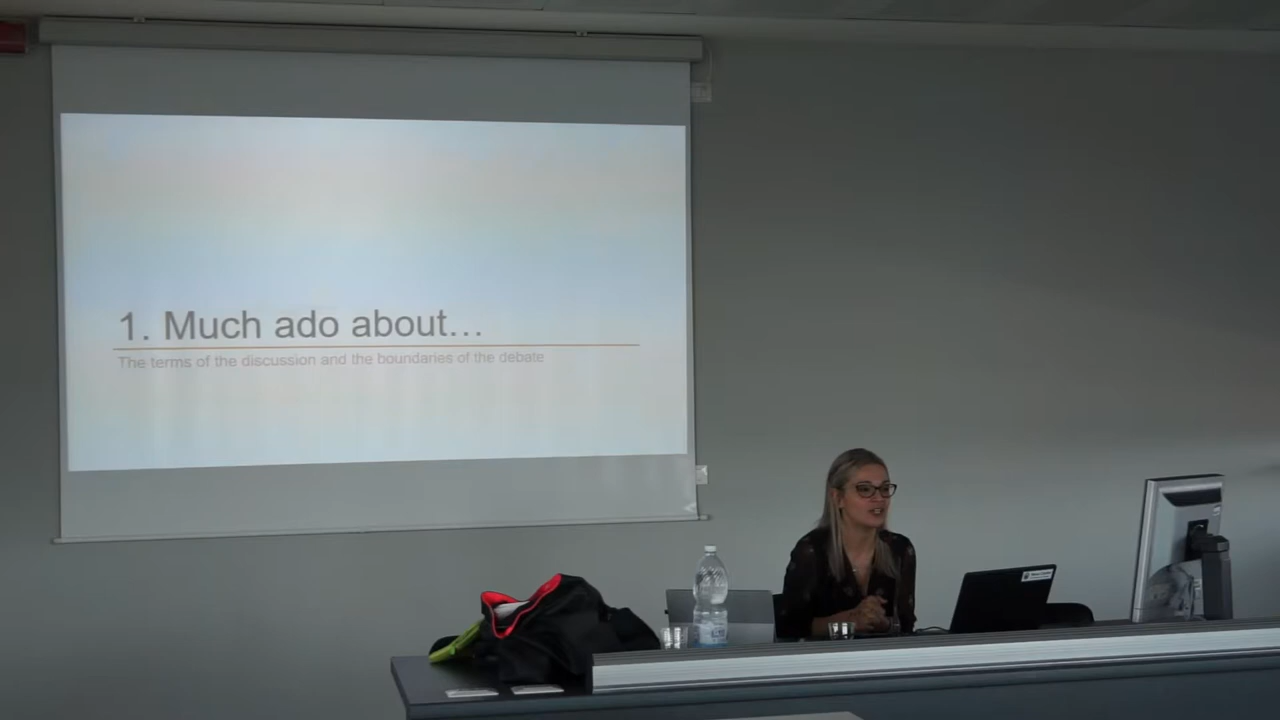 1. Much ado about…
The terms of the discussion and the boundaries of the debate